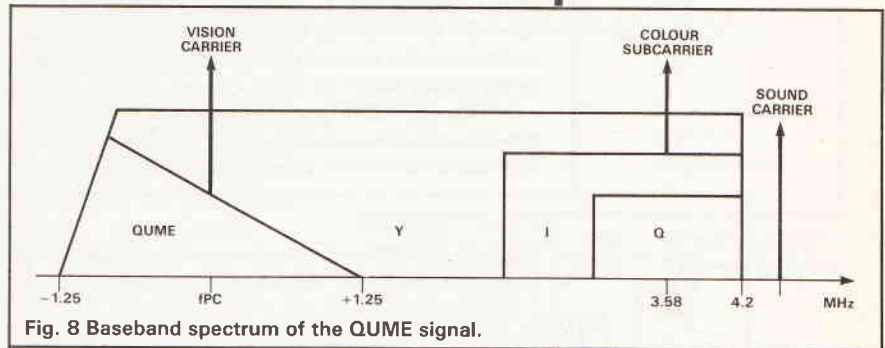 VISION
CARRIER
COLOUR
SUBCARRIER
SOUND
CARRIER
QUME
Y
I
Q
−1.25
fPC
+1.25
3.58
4.2
MHz
Fig. 8 Baseband spectrum of the QUME signal.